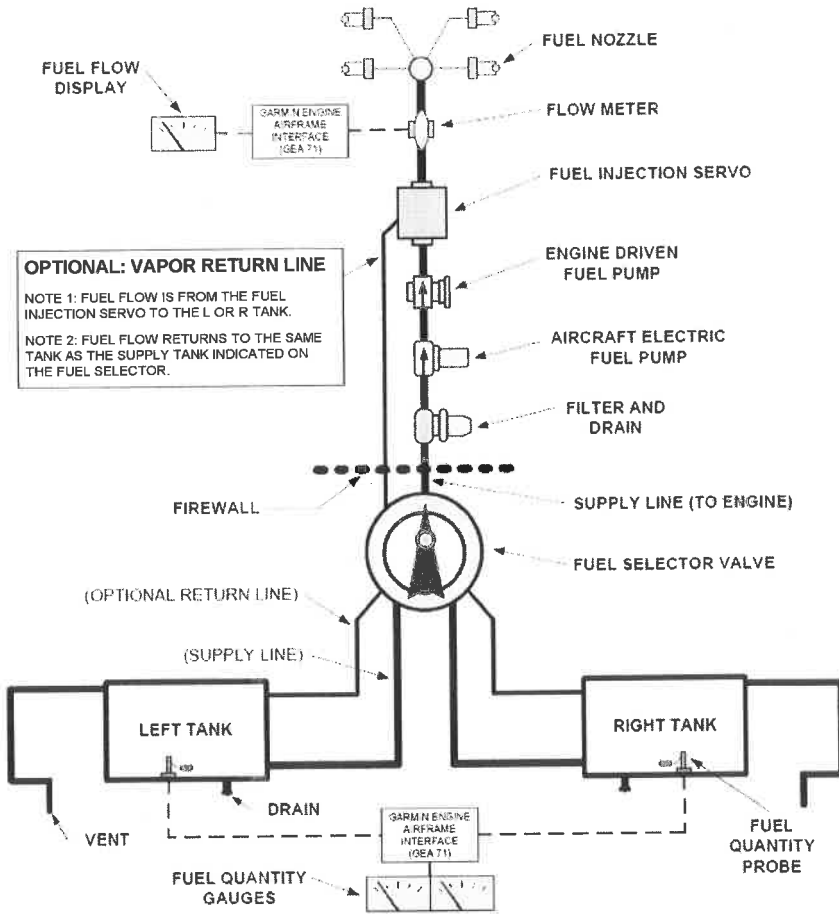 FUEL NOZZLE
FUEL FLOW
DISPLAY
GARMIN ENGINE
AIRFRAME
INTERFACE
(GEA 71)
FLOW METER
FUEL INJECTION SERVO
OPTIONAL: VAPOR RETURN LINE
NOTE 1: FUEL FLOW IS FROM THE FUEL
INJECTION SERVO TO THE L OR R TANK.
NOTE 2: FUEL FLOW RETURNS TO THE SAME
TANK AS THE SUPPLY TANK INDICATED ON
THE FUEL SELECTOR.
ENGINE DRIVEN
FUEL PUMP
AIRCRAFT ELECTRIC
FUEL PUMP
FILTER AND
DRAIN
FIREWALL
SUPPLY LINE (TO ENGINE)
FUEL SELECTOR VALVE
(OPTIONAL RETURN LINE)
(SUPPLY LINE)
LEFT TANK
RIGHT TANK
DRAIN
VENT
GARMIN ENGINE
AIRFRAME
INTERFACE
(GEA 71)
FUEL
QUANTITY
PROBE
FUEL QUANTITY
GAUGES